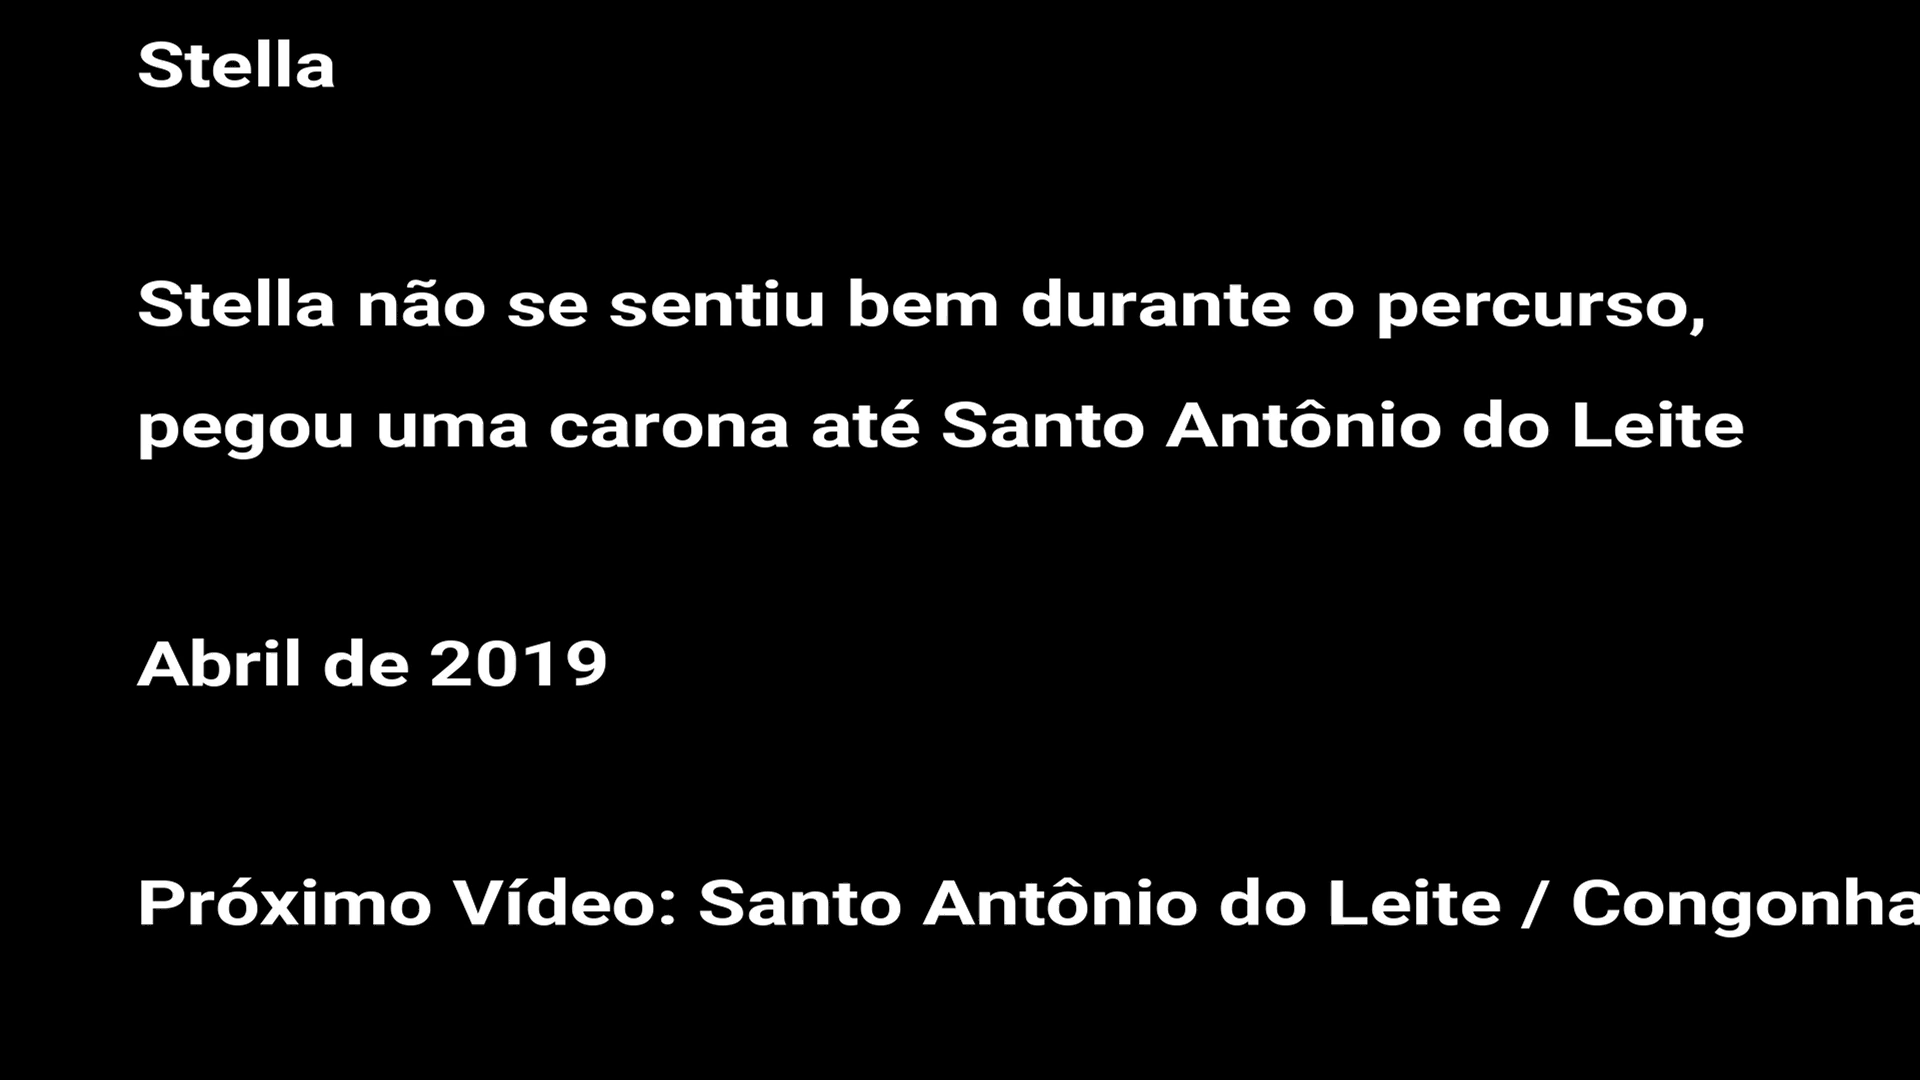 Stella
Stella não se sentiu bem durante o percurso,
pegou uma carona até Santo Antônio do Leite
Abril de 2019
Próximo Vídeo: Santo Antônio do Leite / Congonha